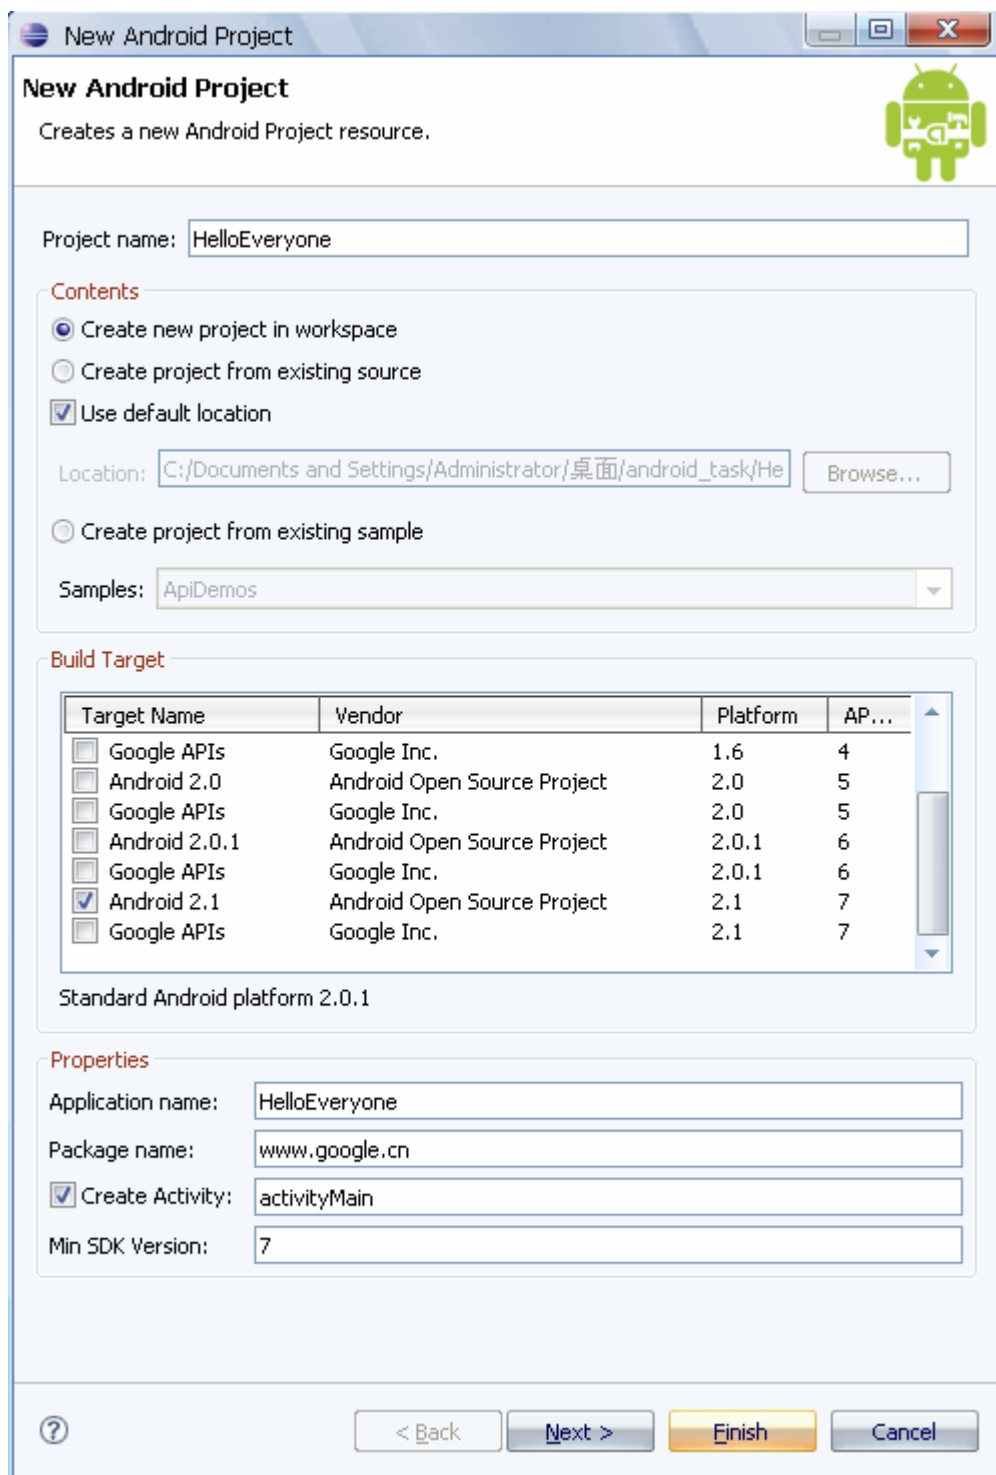 New Android Project
New Android Project
Creates a new Android Project resource.
Project name: HelloEveryone
Contents
Create new project in workspace
Create project from existing source
Use default location
Location: C:/Documents and Settings/Administrator/桌面/android_task/He Browse...
Create project from existing sample
Samples: ApiDemos
Build Target
Target Name Vendor Platform AP...
Google APIs Google Inc. 1.6 4
Android 2.0 Android Open Source Project 2.0 5
Google APIs Google Inc. 2.0 5
Android 2.0.1 Android Open Source Project 2.0.1 6
Google APIs Google Inc. 2.0.1 6
Android 2.1 Android Open Source Project 2.1 7
Google APIs Google Inc. 2.1 7
Standard Android platform 2.0.1
Properties
Application name: HelloEveryone
Package name: www.google.cn
Create Activity: activityMain
Min SDK Version: 7
? < Back Next > Finish Cancel